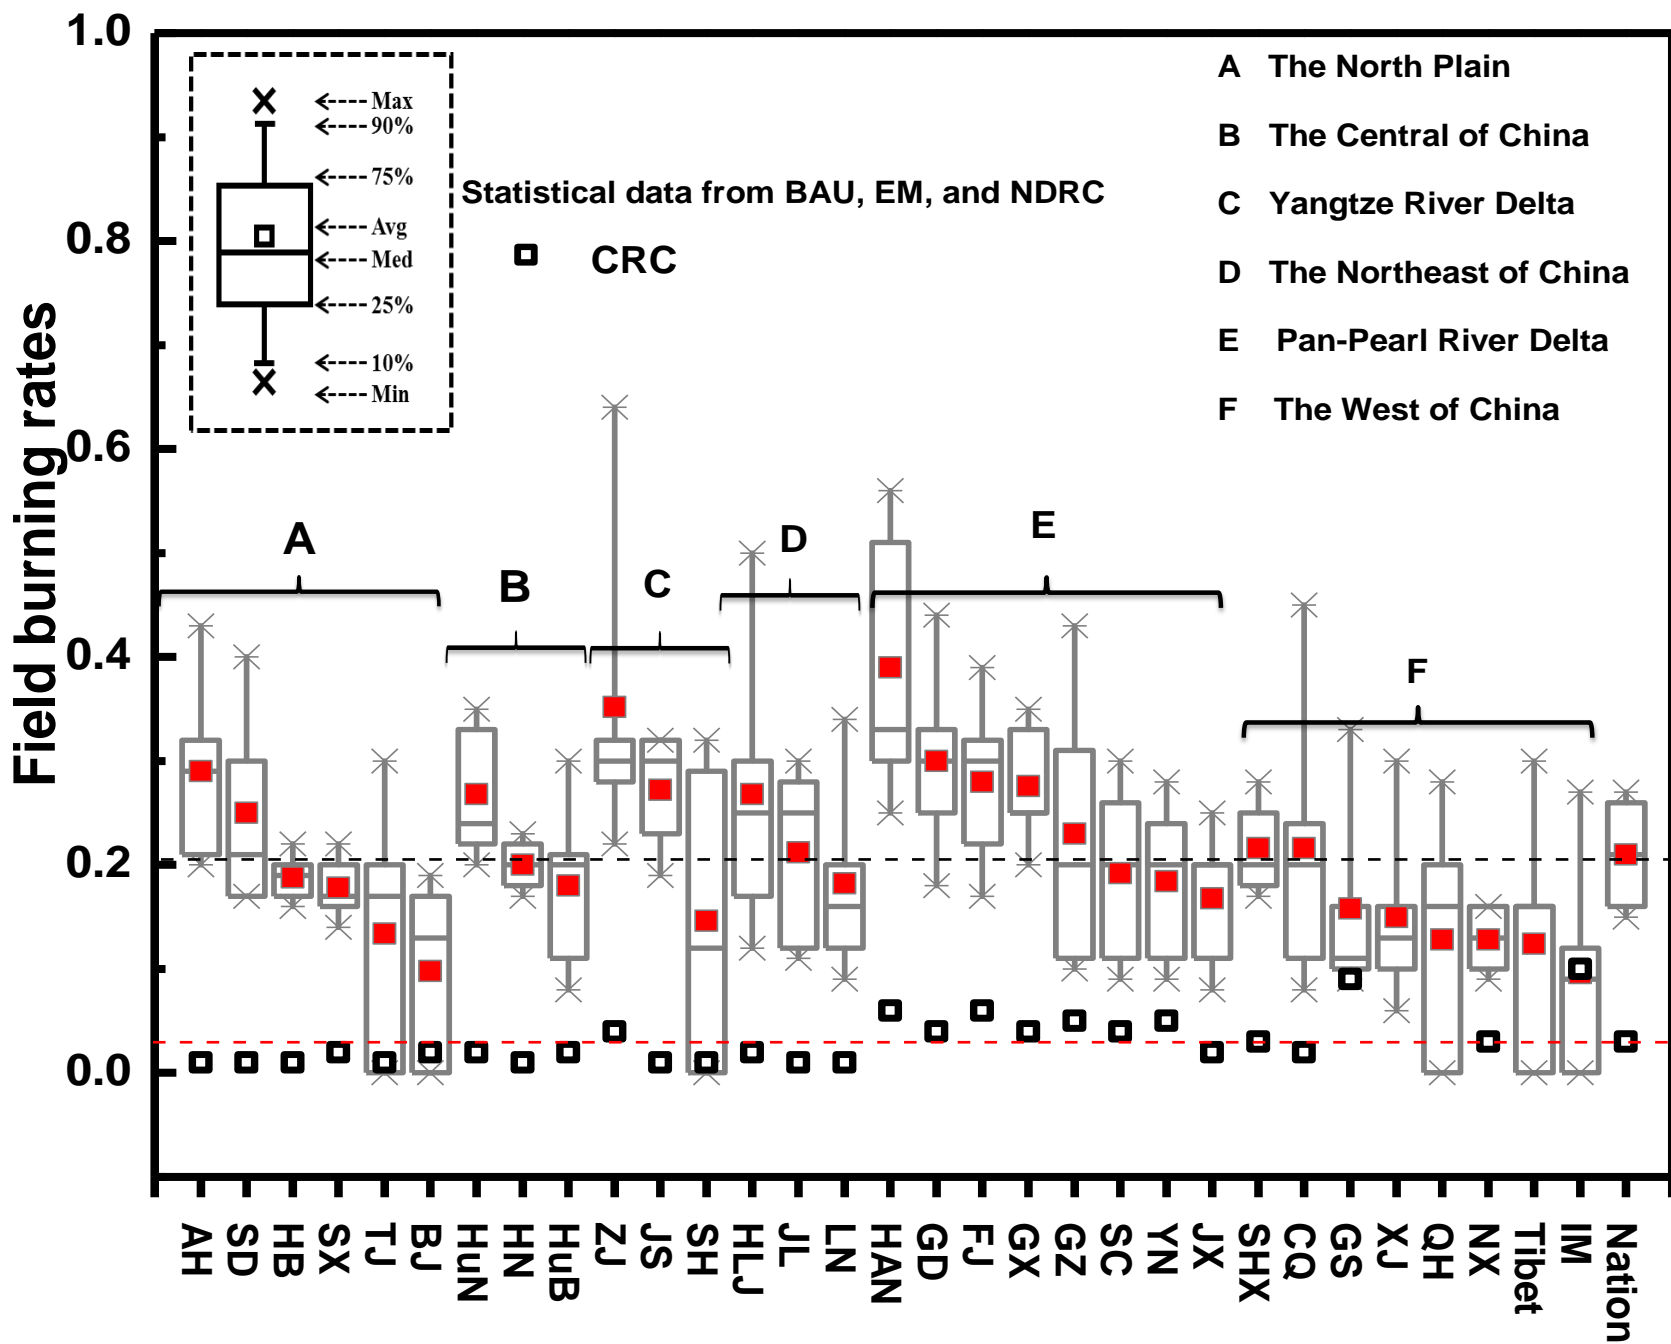 Field burning rates
1.0
0.8
0.6
0.4
0.2
0.0
Max
90%
75%
Avg
Med
25%
10%
Min
Statistical data from BAU, EM, and NDRC
CRC
A The North Plain
B The Central of China
C Yangtze River Delta
D The Northeast of China
E Pan-Pearl River Delta
F The West of China
A
B
C
D
E
F
AH
SD
HB
SX
TJ
BJ
HuN
HN
HuB
ZJ
JS
SH
HLJ
JL
LN
HAN
GD
FJ
GX
GZ
SC
YN
JX
SHX
CQ
GS
XJ
QH
NX
Tibet
IM
Nation